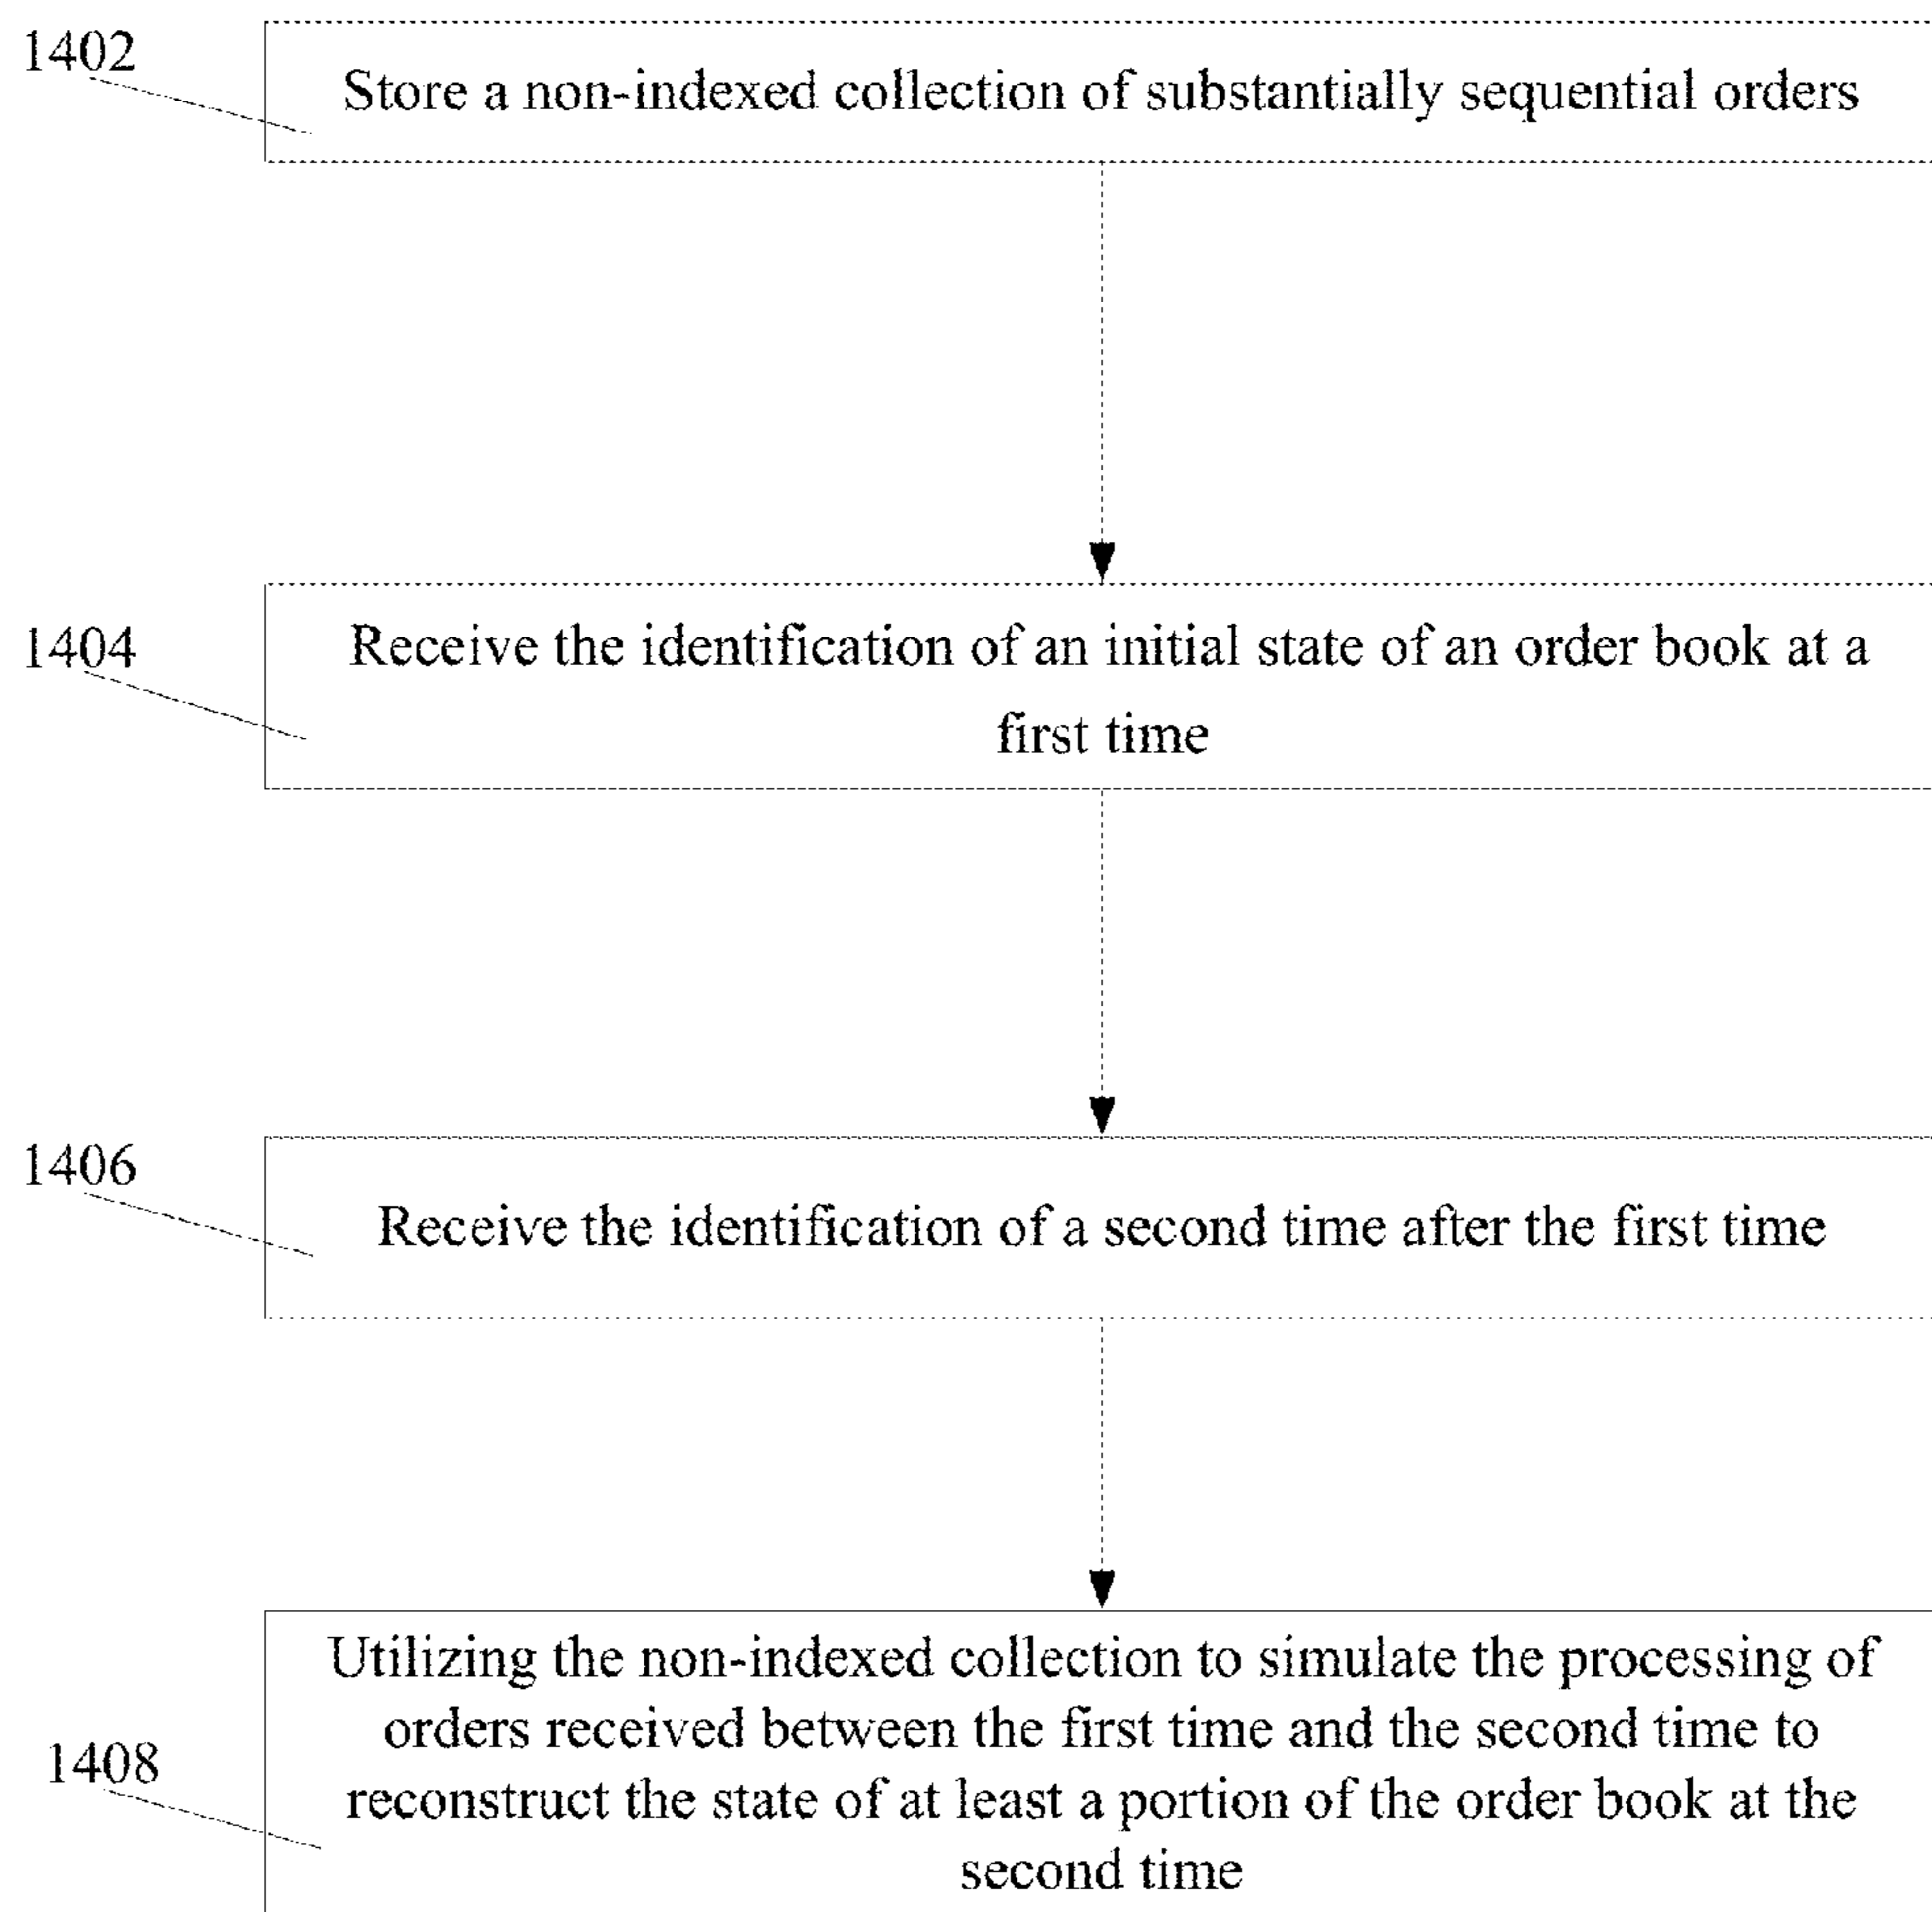 1402
Store a non-indexed collection of substantially sequential orders
1404
Receive the identification of an initial state of an order book at a
first time
1406
Receive the identification of a second time after the first time
1408
Utilizing the non-indexed collection to simulate the processing of
orders received between the first time and the second time to
reconstruct the state of at least a portion of the order book at the
second time